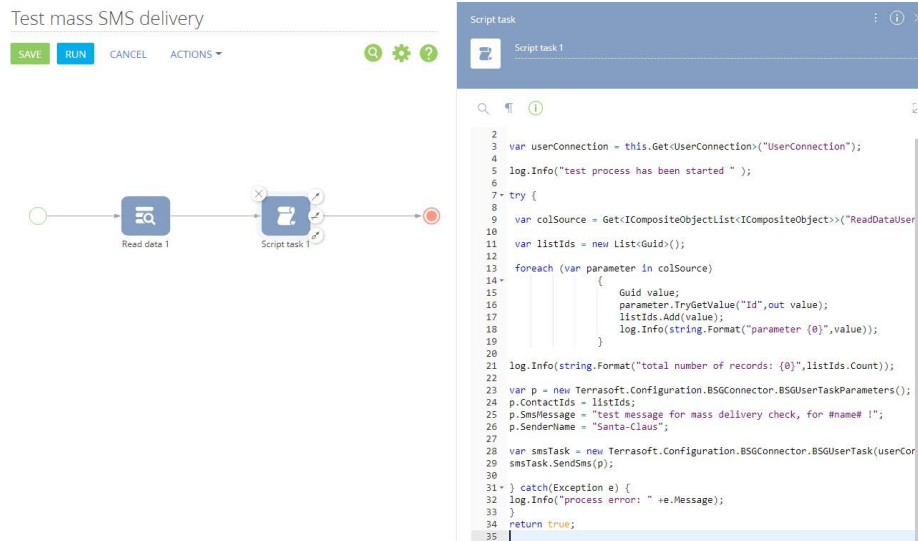 Test mass SMS delivery
SAVE RUN CANCEL ACTIONS
Read data 1
Script task 1
Script task
Script task 1
2
3 var userConnection = this.Get<UserConnection>("UserConnection");
4
5 log.Info("test process has been started " );
6
7 try {
8
9 var colSource = Get<ICompositeObjectList<ICompositeObject>>("ReadDataUser
10
11 var listIds = new List<Guid>();
12
13 foreach (var parameter in colSource)
14 {
15 Guid value;
16 parameter.TryGetValue("Id",out value);
17 listIds.Add(value);
18 log.Info(string.Format("parameter {0}",value));
19 }
20
21 log.Info(string.Format("total number of records: {0}",listIds.Count));
22
23 var p = new Terrasoft.Configuration.BSGConnector.BSGUserTaskParameters();
24 p.ContactIds = listIds;
25 p.SmsMessage = "test message for mass delivery check, for #name# !";
26 p.SenderName = "Santa-Claus";
27
28 var smsTask = new Terrasoft.Configuration.BSGConnector.BSGUserTask(userCon
29 smsTask.SendSms(p);
30
31 } catch(Exception e) {
32 log.Info("process error: " +e.Message);
33 }
34 return true;
35